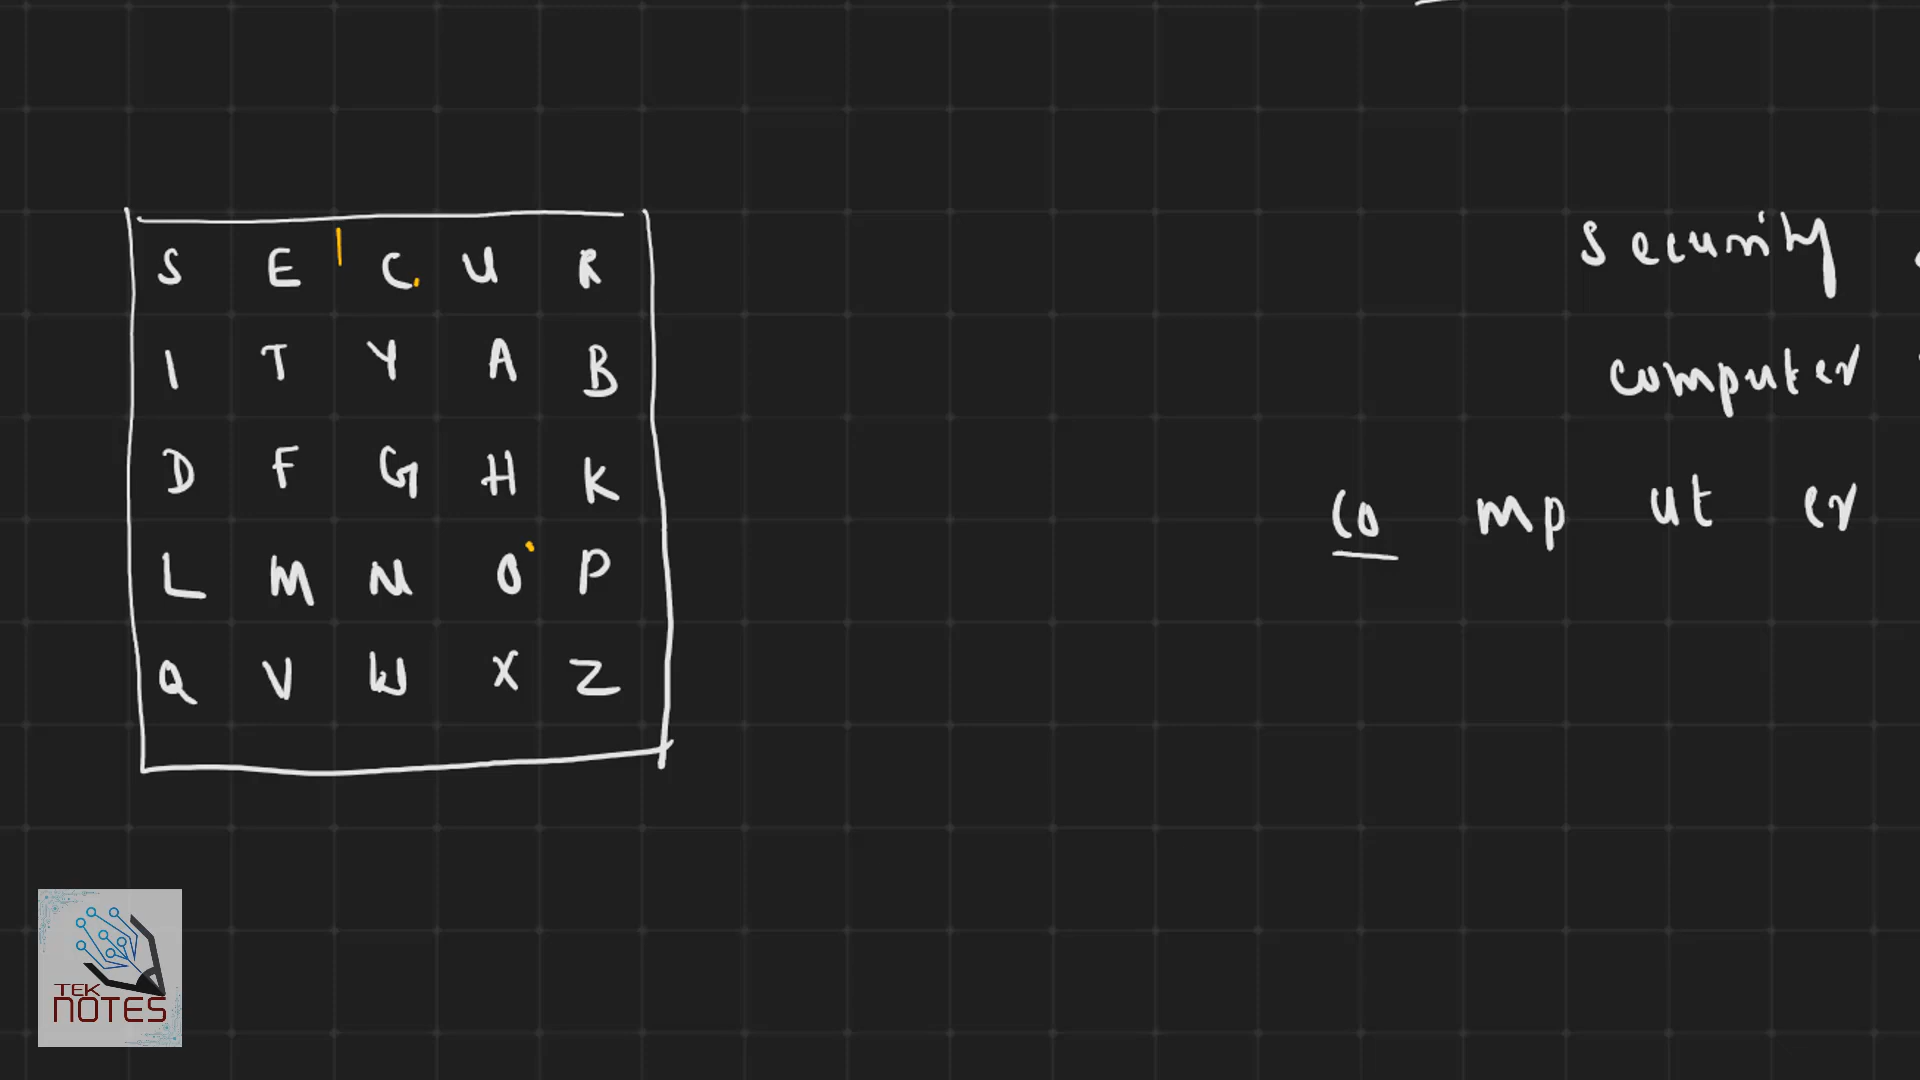 S E C U R
I T Y A B
D F G H K
L M N O P
Q V W X Z
Security
computer
co mp ut er
TEK
NOTES